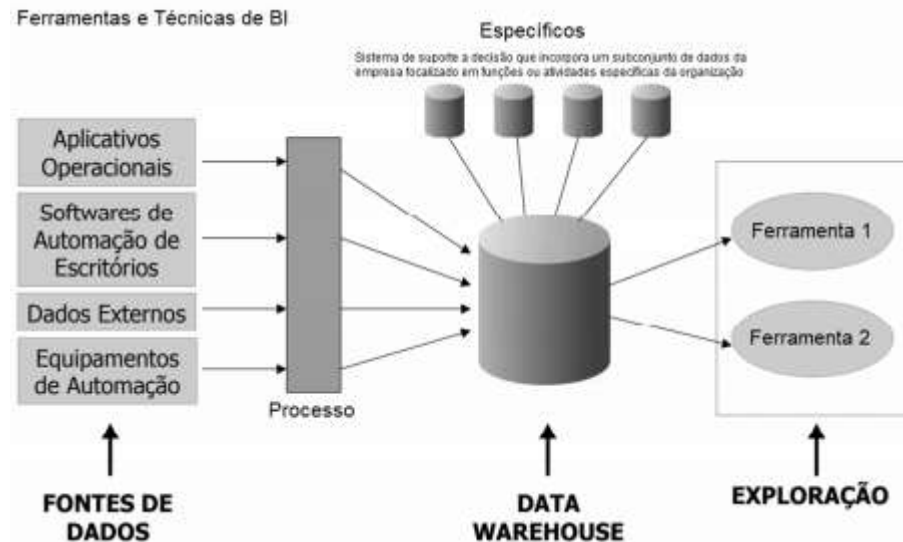 Ferramentas e Técnicas de BI
Específicos
Sistema de suporte a decisão que incorpora um subconjunto de dados da
empresa focalizado em funções ou atividades específicas da organização
Aplicativos
Operacionais
Softwares de
Automação de
Escritórios
Dados Externos
Equipamentos
de Automação
Processo
Ferramenta 1
Ferramenta 2
FONTES DE
DADOS
DATA
WAREHOUSE
EXPLORAÇÃO